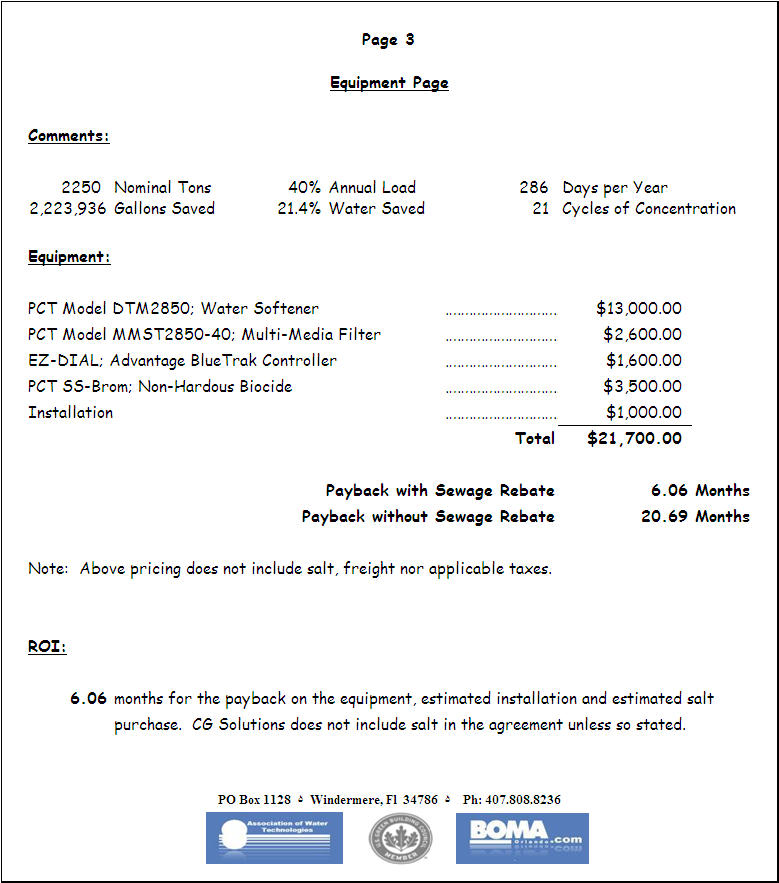 Page 3
Equipment Page
Comments:
2250 Nominal Tons 40% Annual Load 286 Days per Year
2,223,936 Gallons Saved 21.4% Water Saved 21 Cycles of Concentration
Equipment:
PCT Model DTM2850; Water Softener ............................ $13,000.00
PCT Model MMST2850-40; Multi-Media Filter ............................ $2,600.00
EZ-DIAL; Advantage BlueTrak Controller ............................ $1,600.00
PCT SS-Brom; Non-Hardous Biocide ............................ $3,500.00
Installation ............................ $1,000.00
Total $21,700.00
Payback with Sewage Rebate 6.06 Months
Payback without Sewage Rebate 20.69 Months
Note: Above pricing does not include salt, freight nor applicable taxes.
ROI:
6.06 months for the payback on the equipment, estimated installation and estimated salt
purchase. CG Solutions does not include salt in the agreement unless so stated.
PO Box 1128 Windermere, Fl 34786 Ph: 407.808.8236
Association of Water
Technologies
U.S. GREEN BUILDING COUNCIL
MEMBER
BOMA
Orlando.com